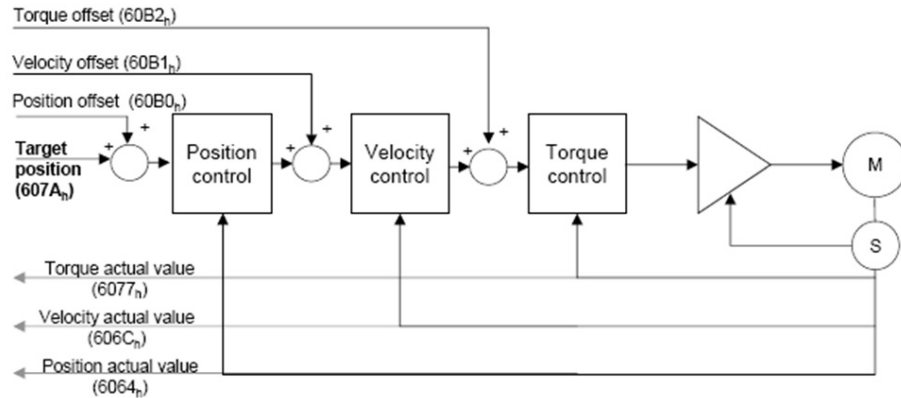 Torque offset (60B2h)
Velocity offset (60B1h)
Position offset (60B0h)
+
+
+
Target
position
(607Ah)
+
Position
control
+
Velocity
control
+
Torque
control
M
S
Torque actual value
(6077h)
Velocity actual value
(606Ch)
Position actual value
(6064h)